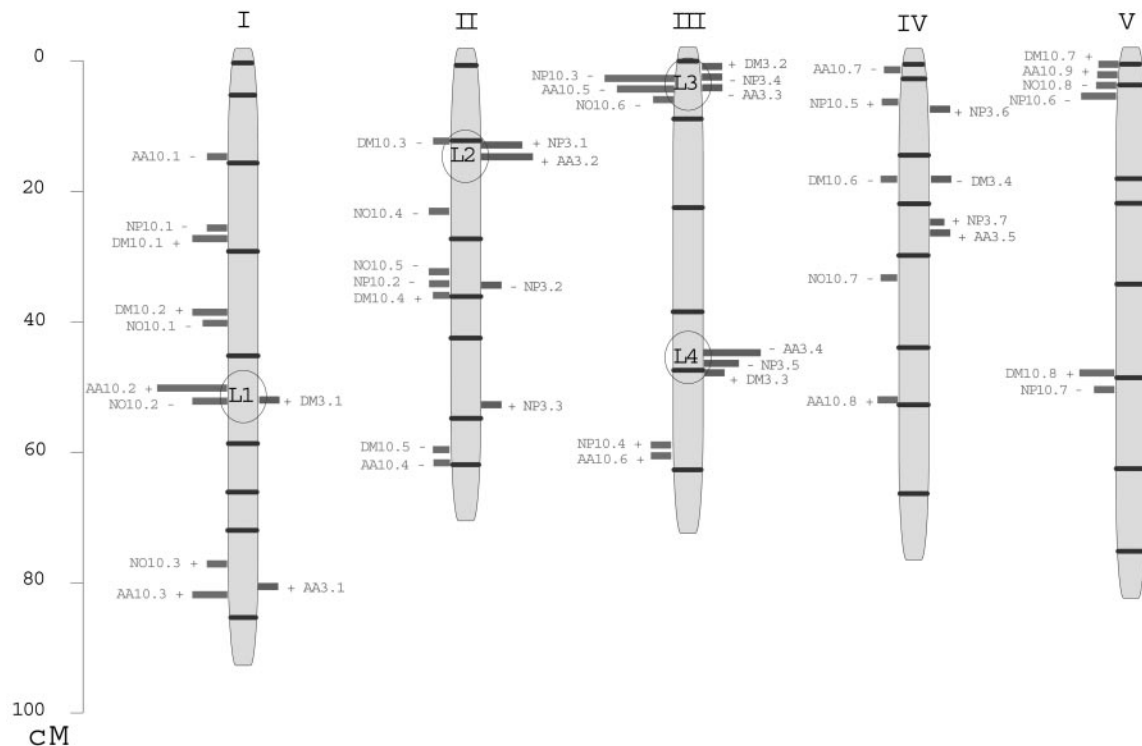 I II III IV V
0
20
40
60
80
100
cM
AA10.1 -
NP10.1 -
DM10.1 +
DM10.2 +
NO10.1 -
AA10.2 +
NO10.2 -
L1
+ DM3.1
NO10.3 +
AA10.3 +
+ AA3.1
DM10.3 -
L2
+ NP3.1
+ AA3.2
NO10.4 -
NO10.5 -
NP10.2 -
DM10.4 +
- NP3.2
+ NP3.3
DM10.5 -
AA10.4 -
NP10.3 -
AA10.5 -
NO10.6 -
L3
+ DM3.2
- NP3.4
- AA3.3
L4
- AA3.4
- NP3.5
+ DM3.3
NP10.4 +
AA10.6 +
AA10.7 -
NP10.5 +
+ NP3.6
DM10.6 -
- DM3.4
+ NP3.7
+ AA3.5
NO10.7 -
AA10.8 +
DM10.7 +
AA10.9 +
NO10.8 -
NP10.6 -
DM10.8 +
NP10.7 -